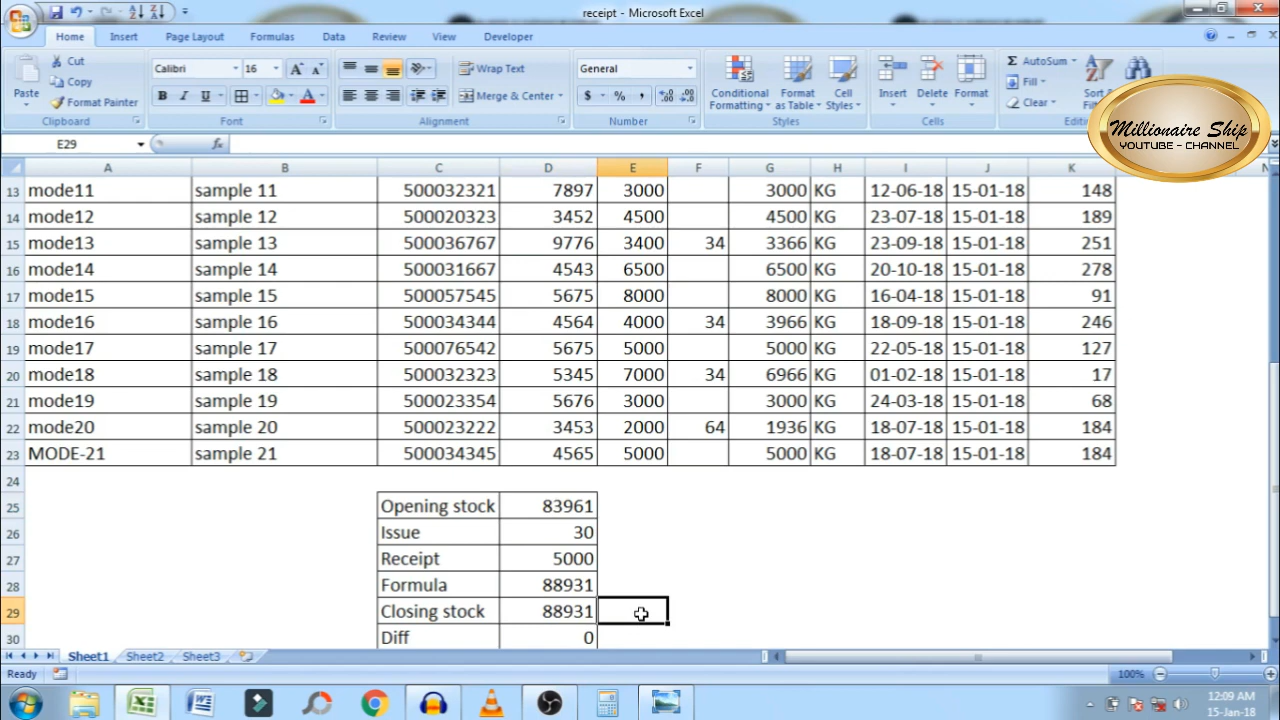 receipt - Microsoft Excel
Home Insert Page Layout Formulas Data Review View Developer
Cut
Copy
Format Painter
Paste
Calibri 16
Wrap Text
Merge & Center
General
Conditional Formatting
Format as Table
Cell Styles
Insert Delete Format
AutoSum
Fill
Clear
Clipboard Font Alignment Number Styles Cells
Millionaire Ship
YOUTUBE - CHANNEL
E29 fx
A B C D E F G H I J K
13 mode11 sample 11 500032321 7897 3000 3000 KG 12-06-18 15-01-18 148
14 mode12 sample 12 500020323 3452 4500 4500 KG 23-07-18 15-01-18 189
15 mode13 sample 13 500036767 9776 3400 34 3366 KG 23-09-18 15-01-18 251
16 mode14 sample 14 500031667 4543 6500 6500 KG 20-10-18 15-01-18 278
17 mode15 sample 15 500057545 5675 8000 8000 KG 16-04-18 15-01-18 91
18 mode16 sample 16 500034344 4564 4000 34 3966 KG 18-09-18 15-01-18 246
19 mode17 sample 17 500076542 5675 5000 5000 KG 22-05-18 15-01-18 127
20 mode18 sample 18 500032323 5345 7000 34 6966 KG 01-02-18 15-01-18 17
21 mode19 sample 19 500023354 5676 3000 3000 KG 24-03-18 15-01-18 68
22 mode20 sample 20 500023222 3453 2000 64 1936 KG 18-07-18 15-01-18 184
23 MODE-21 sample 21 500034345 4565 5000 5000 KG 18-07-18 15-01-18 184
24
25 Opening stock 83961
26 Issue 30
27 Receipt 5000
28 Formula 88931
29 Closing stock 88931
30 Diff 0
Sheet1 Sheet2 Sheet3
Ready 100%
12:09 AM
15-Jan-18